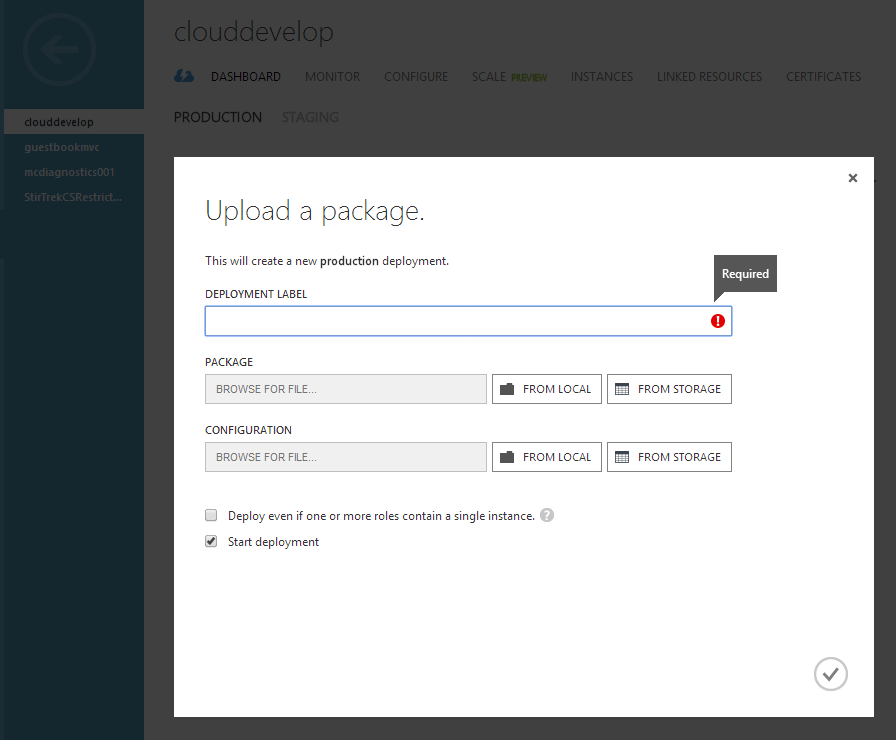 clouddevelop
DASHBOARD MONITOR CONFIGURE SCALE PREVIEW INSTANCES LINKED RESOURCES CERTIFICATES
PRODUCTION STAGING
clouddevelop
guestbookmvc
mcdiagnostics001
StirTrekCSRestrict...
Upload a package.
This will create a new production deployment.
Required
DEPLOYMENT LABEL
PACKAGE
BROWSE FOR FILE... FROM LOCAL FROM STORAGE
CONFIGURATION
BROWSE FOR FILE... FROM LOCAL FROM STORAGE
Deploy even if one or more roles contain a single instance. ?
Start deployment